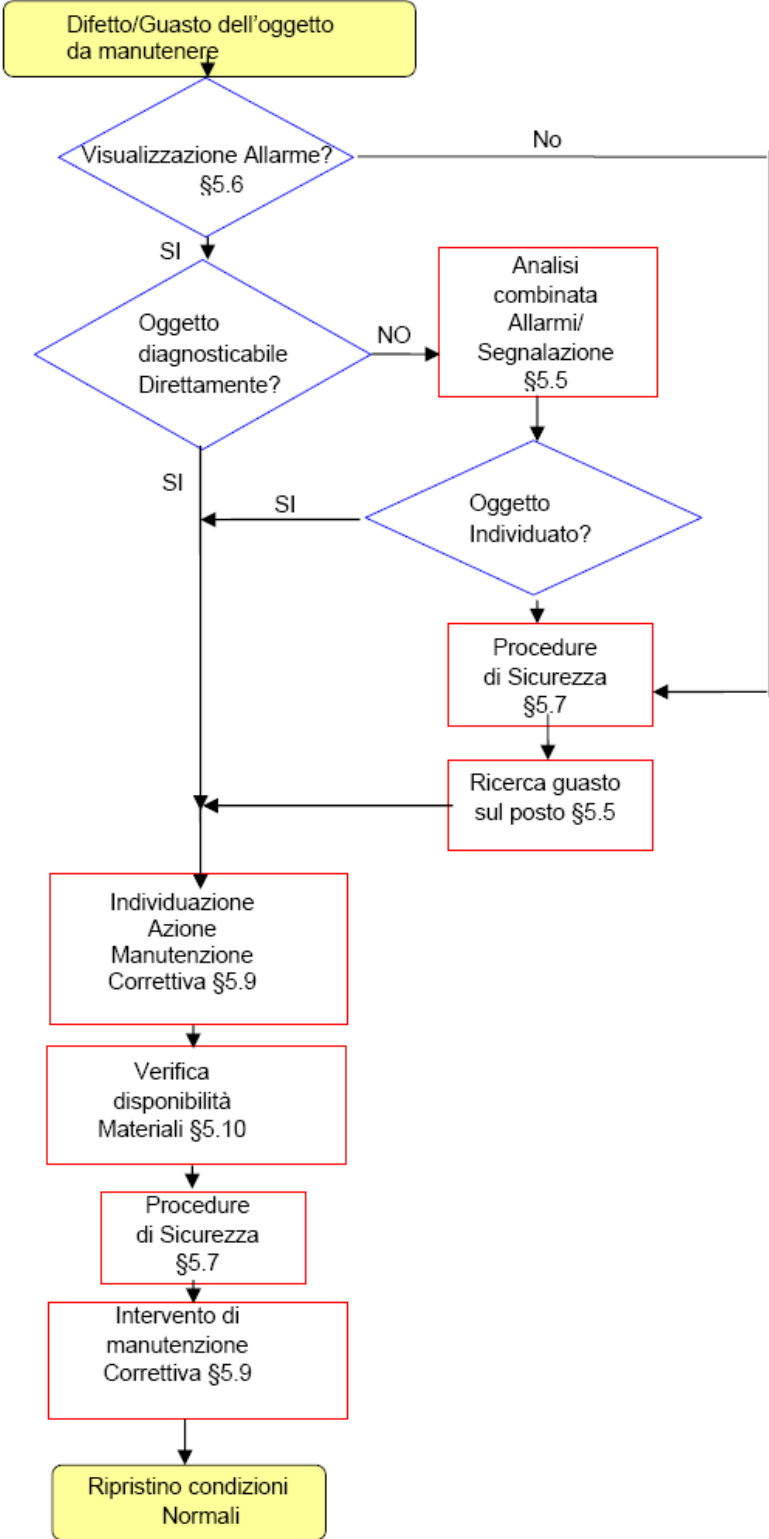 Difetto/Guasto dell'oggetto
da manutenere
Visualizzazione Allarme?
§5.6
No
SI
Oggetto
diagnosticabile
Direttamente?
NO
Analisi
combinata
Allarmi/
Segnalazione
§5.5
SI
SI
Oggetto
Individuato?
Procedure
di Sicurezza
§5.7
Ricerca guasto
sul posto §5.5
Individuazione
Azione
Manutenzione
Correttiva §5.9
Verifica
disponibilità
Materiali §5.10
Procedure
di Sicurezza
§5.7
Intervento di
manutenzione
Correttiva §5.9
Ripristino condizioni
Normali